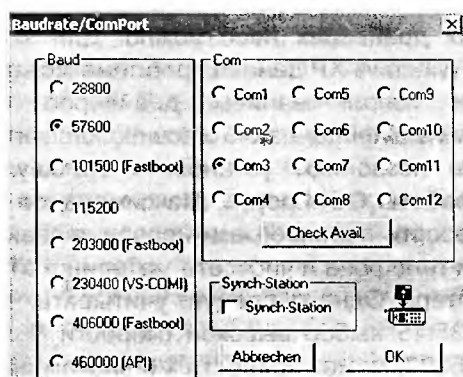 Baudrate/ComPort
Baud
28800
57600
101500 (Fastboot)
115200
203000 (Fastboot)
230400 (VS-COMI)
406000 (Fastboot)
460000 (API)
Com
Com1 Com5 Com9
Com2 Com6 Com10
Com3 Com7 Com11
Com4 Com8 Com12
Check Avail.
Synch-Station
Synch-Station
Abbrechen OK